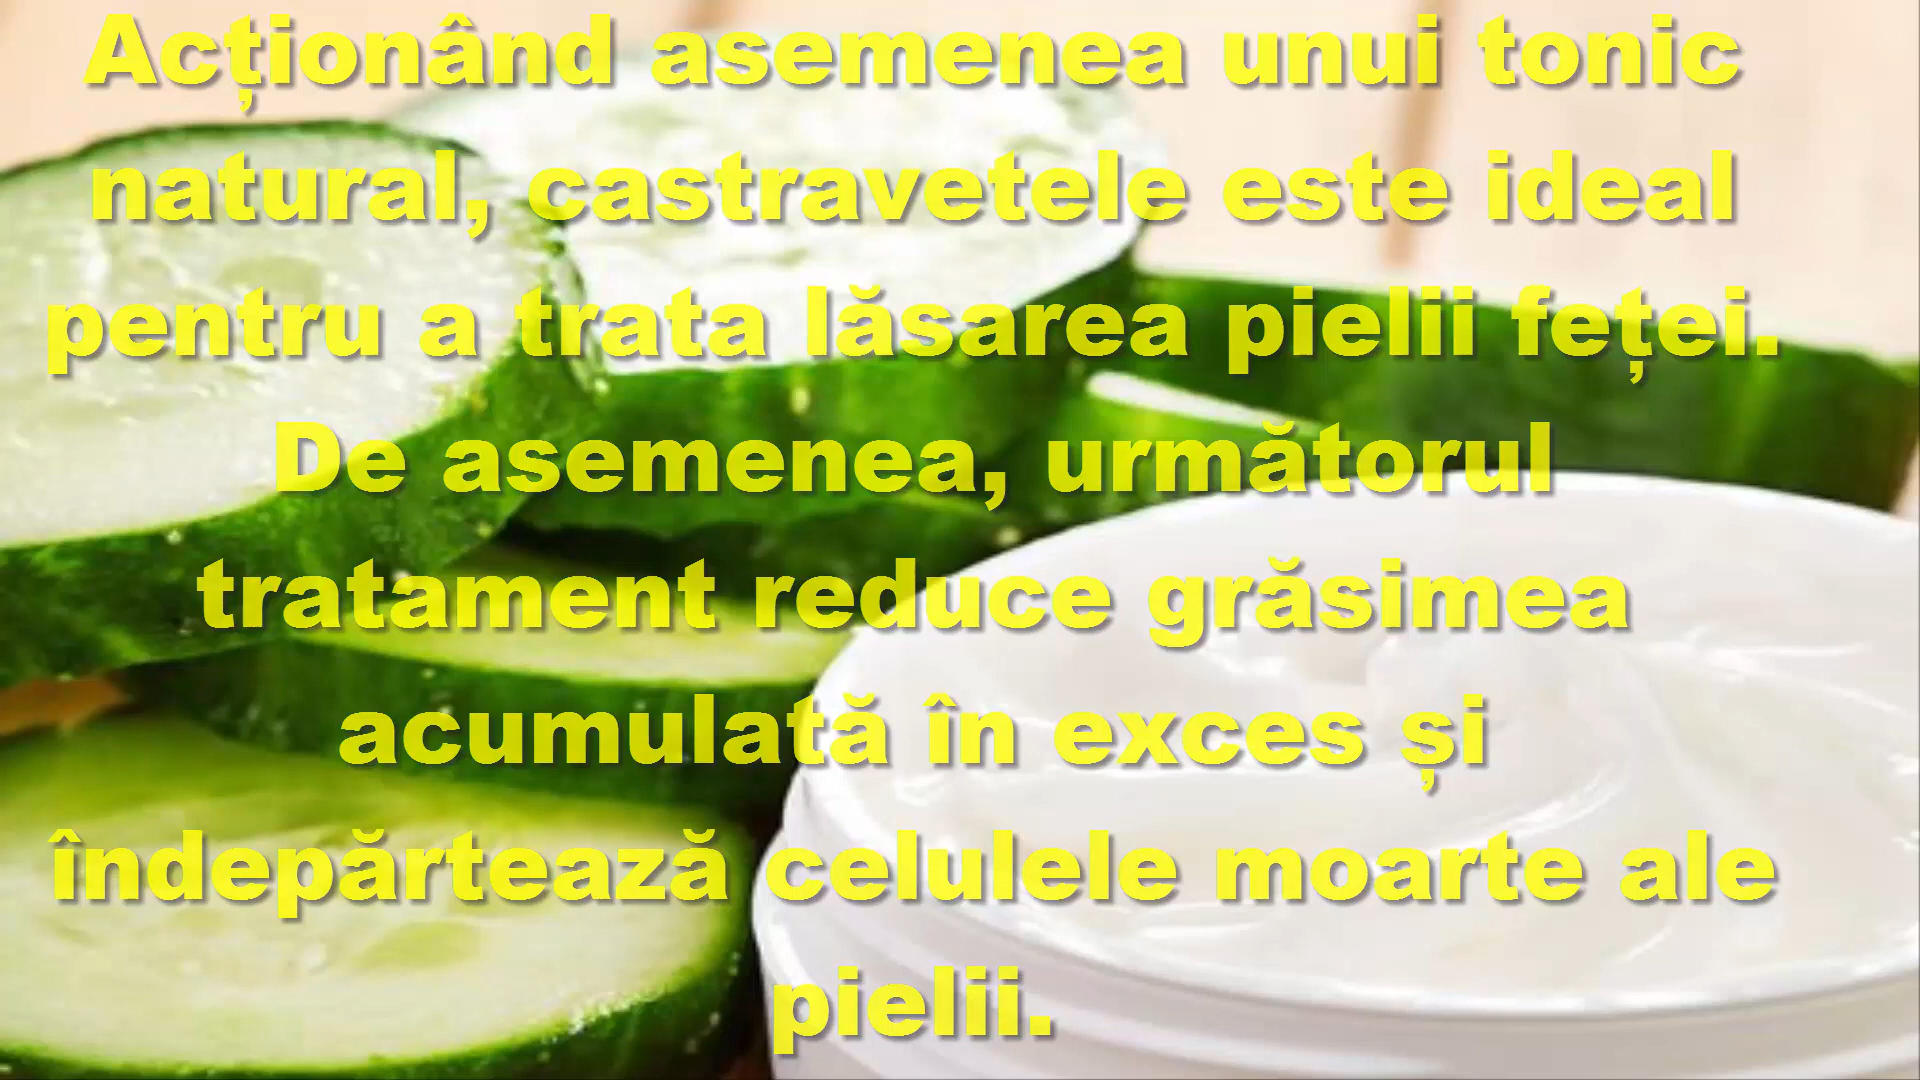 Acționând asemenea unui tonic
natural, castravetele este ideal
pentru a trata lăsarea pielii feței.
De asemenea, următorul
tratament reduce grăsimea
acumulată în exces și
îndepărtează celulele moarte ale
pielii.